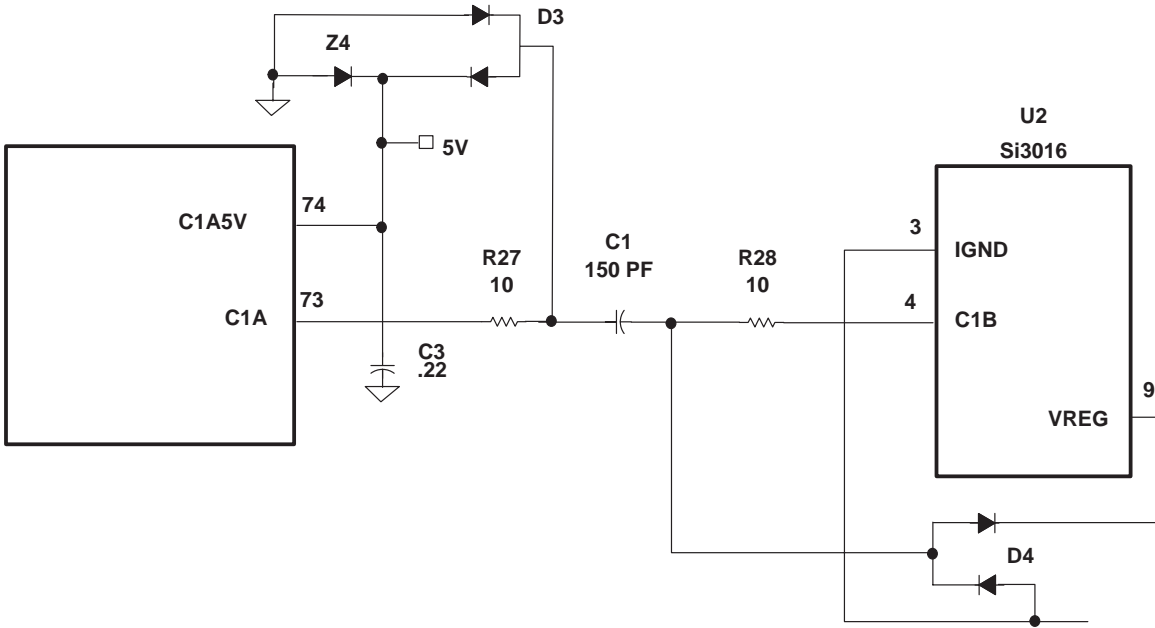 D3
Z4
5V
U2
Si3016
C1A5V
74
3
IGND
C1
150 PF
R27
10
R28
10
73
C1A
4
C1B
C3
.22
9
VREG
D4